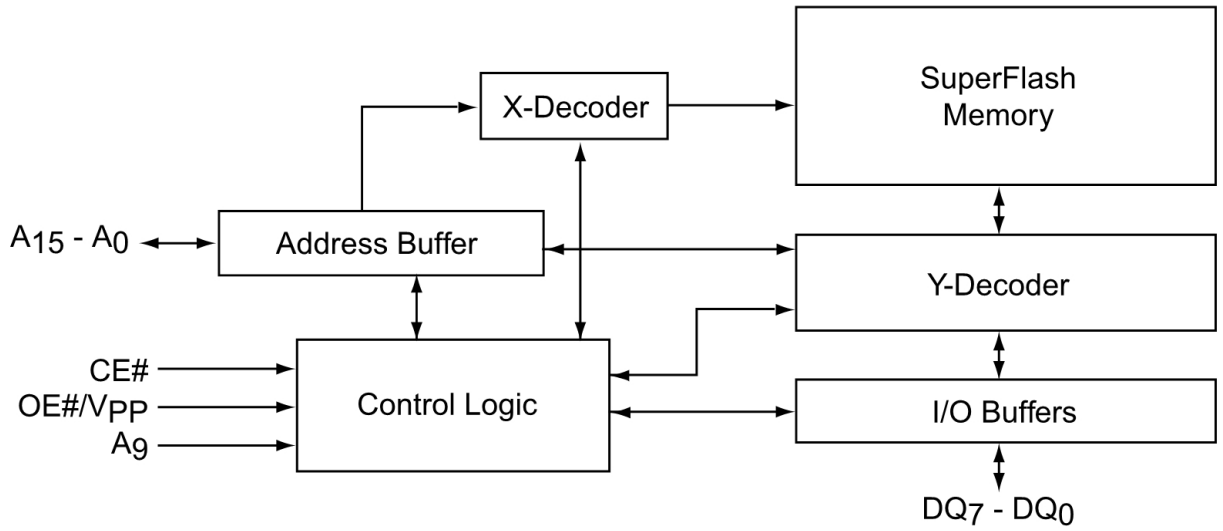 SuperFlash
Memory
X-Decoder
A15 - A0
Address Buffer
Y-Decoder
CE#
OE#/VPP
A9
Control Logic
I/O Buffers
DQ7 - DQ0